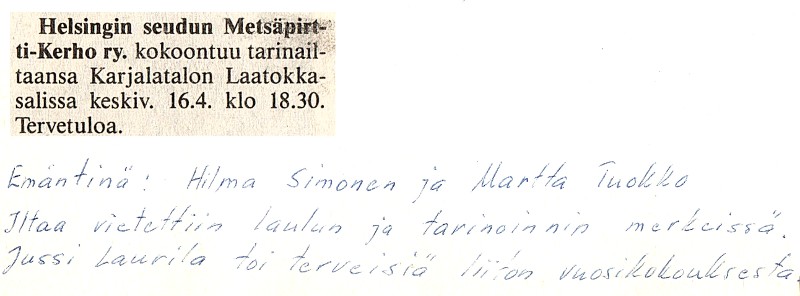 Helsingin seudun Metsäpirt-
ti-Kerho ry. kokoontuu tarinail-
taansa Karjalatalon Laatokka-
salissa keskiv. 16.4. klo 18.30.
Tervetuloa.
Emäntinä: Hilma Simonen ja Martta Tuokko
Iltaa vietettiin laulun ja tarinoinnin merkeissä.
Jussi Laurila toi terveisiä liiton vuosikokouksesta.